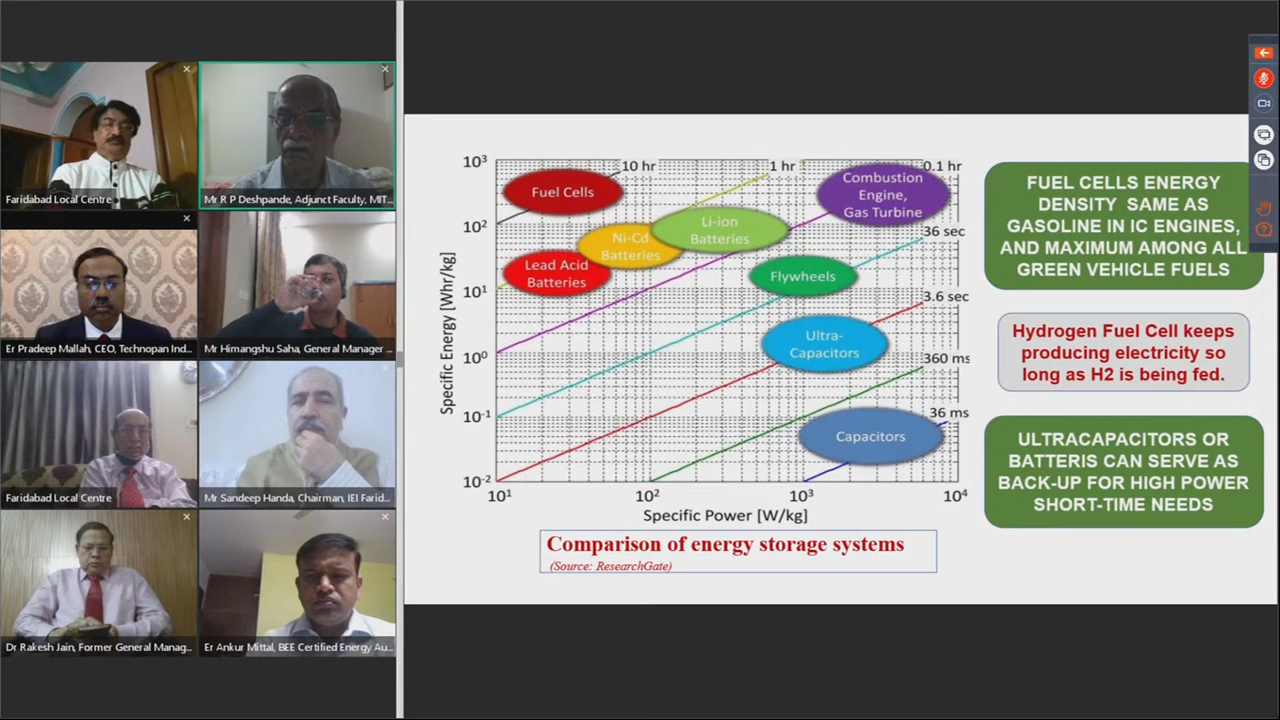 Faridabad Local Centre
Mr R P Deshpande, Adjunct Faculty, MIT...
Er Pradeep Mallah, CEO, Technopan Ind...
Mr Himangshu Saha, General Manager ...
Faridabad Local Centre
Mr Sandeep Handa, Chairman, IEI Farid...
Dr Rakesh Jain, Former General Manag...
Er Ankur Mittal, BEE Certified Energy Au...
Specific Energy [Whr/kg]
10³
10²
10¹
10⁰
10⁻¹
10⁻²
10 hr
1 hr
0.1 hr
36 sec
3.6 sec
360 ms
36 ms
Fuel Cells
Combustion
Engine,
Gas Turbine
Ni-Cd
Batteries
Li-ion
Batteries
Lead Acid
Batteries
Flywheels
Ultra-
Capacitors
Capacitors
10¹
10²
10³
10⁴
Specific Power [W/kg]
Comparison of energy storage systems
(Source: ResearchGate)
FUEL CELLS ENERGY
DENSITY SAME AS
GASOLINE IN IC ENGINES,
AND MAXIMUM AMONG ALL
GREEN VEHICLE FUELS
Hydrogen Fuel Cell keeps
producing electricity so
long as H2 is being fed.
ULTRACAPACITORS OR
BATTERIS CAN SERVE AS
BACK-UP FOR HIGH POWER
SHORT-TIME NEEDS